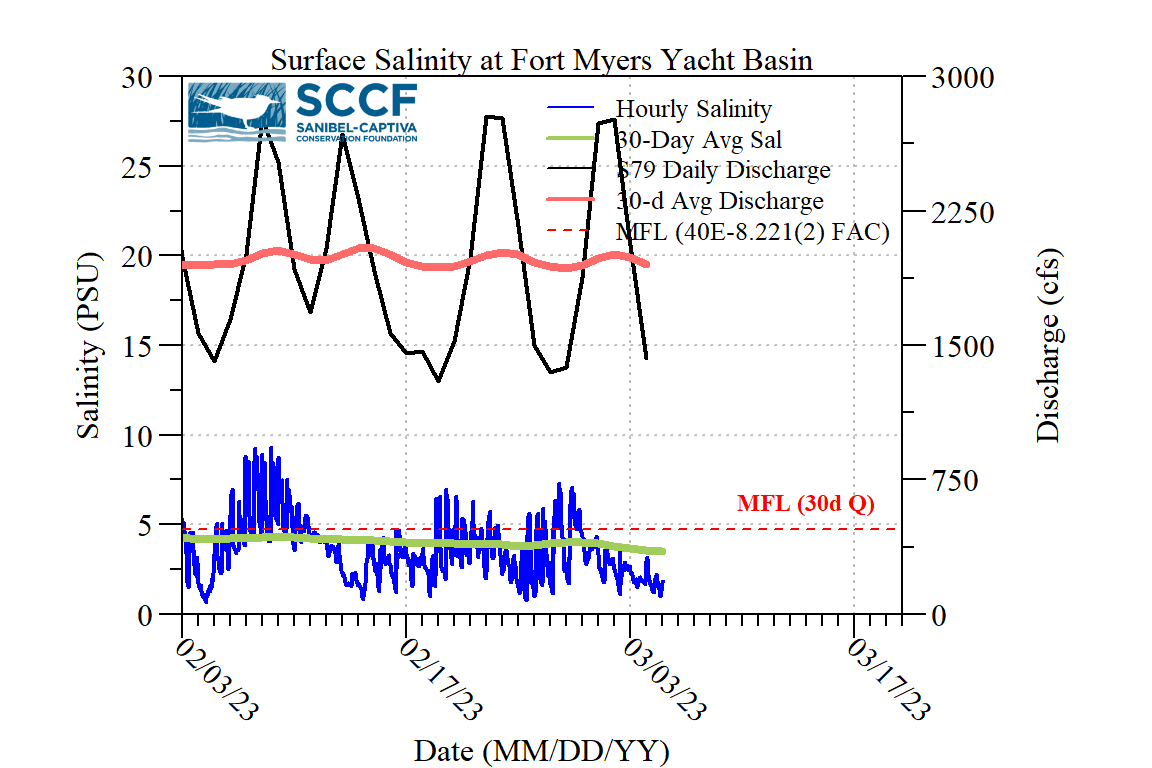 Surface Salinity at Fort Myers Yacht Basin
SCCF
SANIBEL-CAPTIVA
CONSERVATION FOUNDATION
Hourly Salinity
30-Day Avg Sal
S79 Daily Discharge
30-d Avg Discharge
MFL (40E-8.221(2) FAC)
30
25
20
15
10
5
0
Salinity (PSU)
3000
2250
1500
750
0
Discharge (cfs)
MFL (30d Q)
02/03/23
02/17/23
03/03/23
03/17/23
Date (MM/DD/YY)